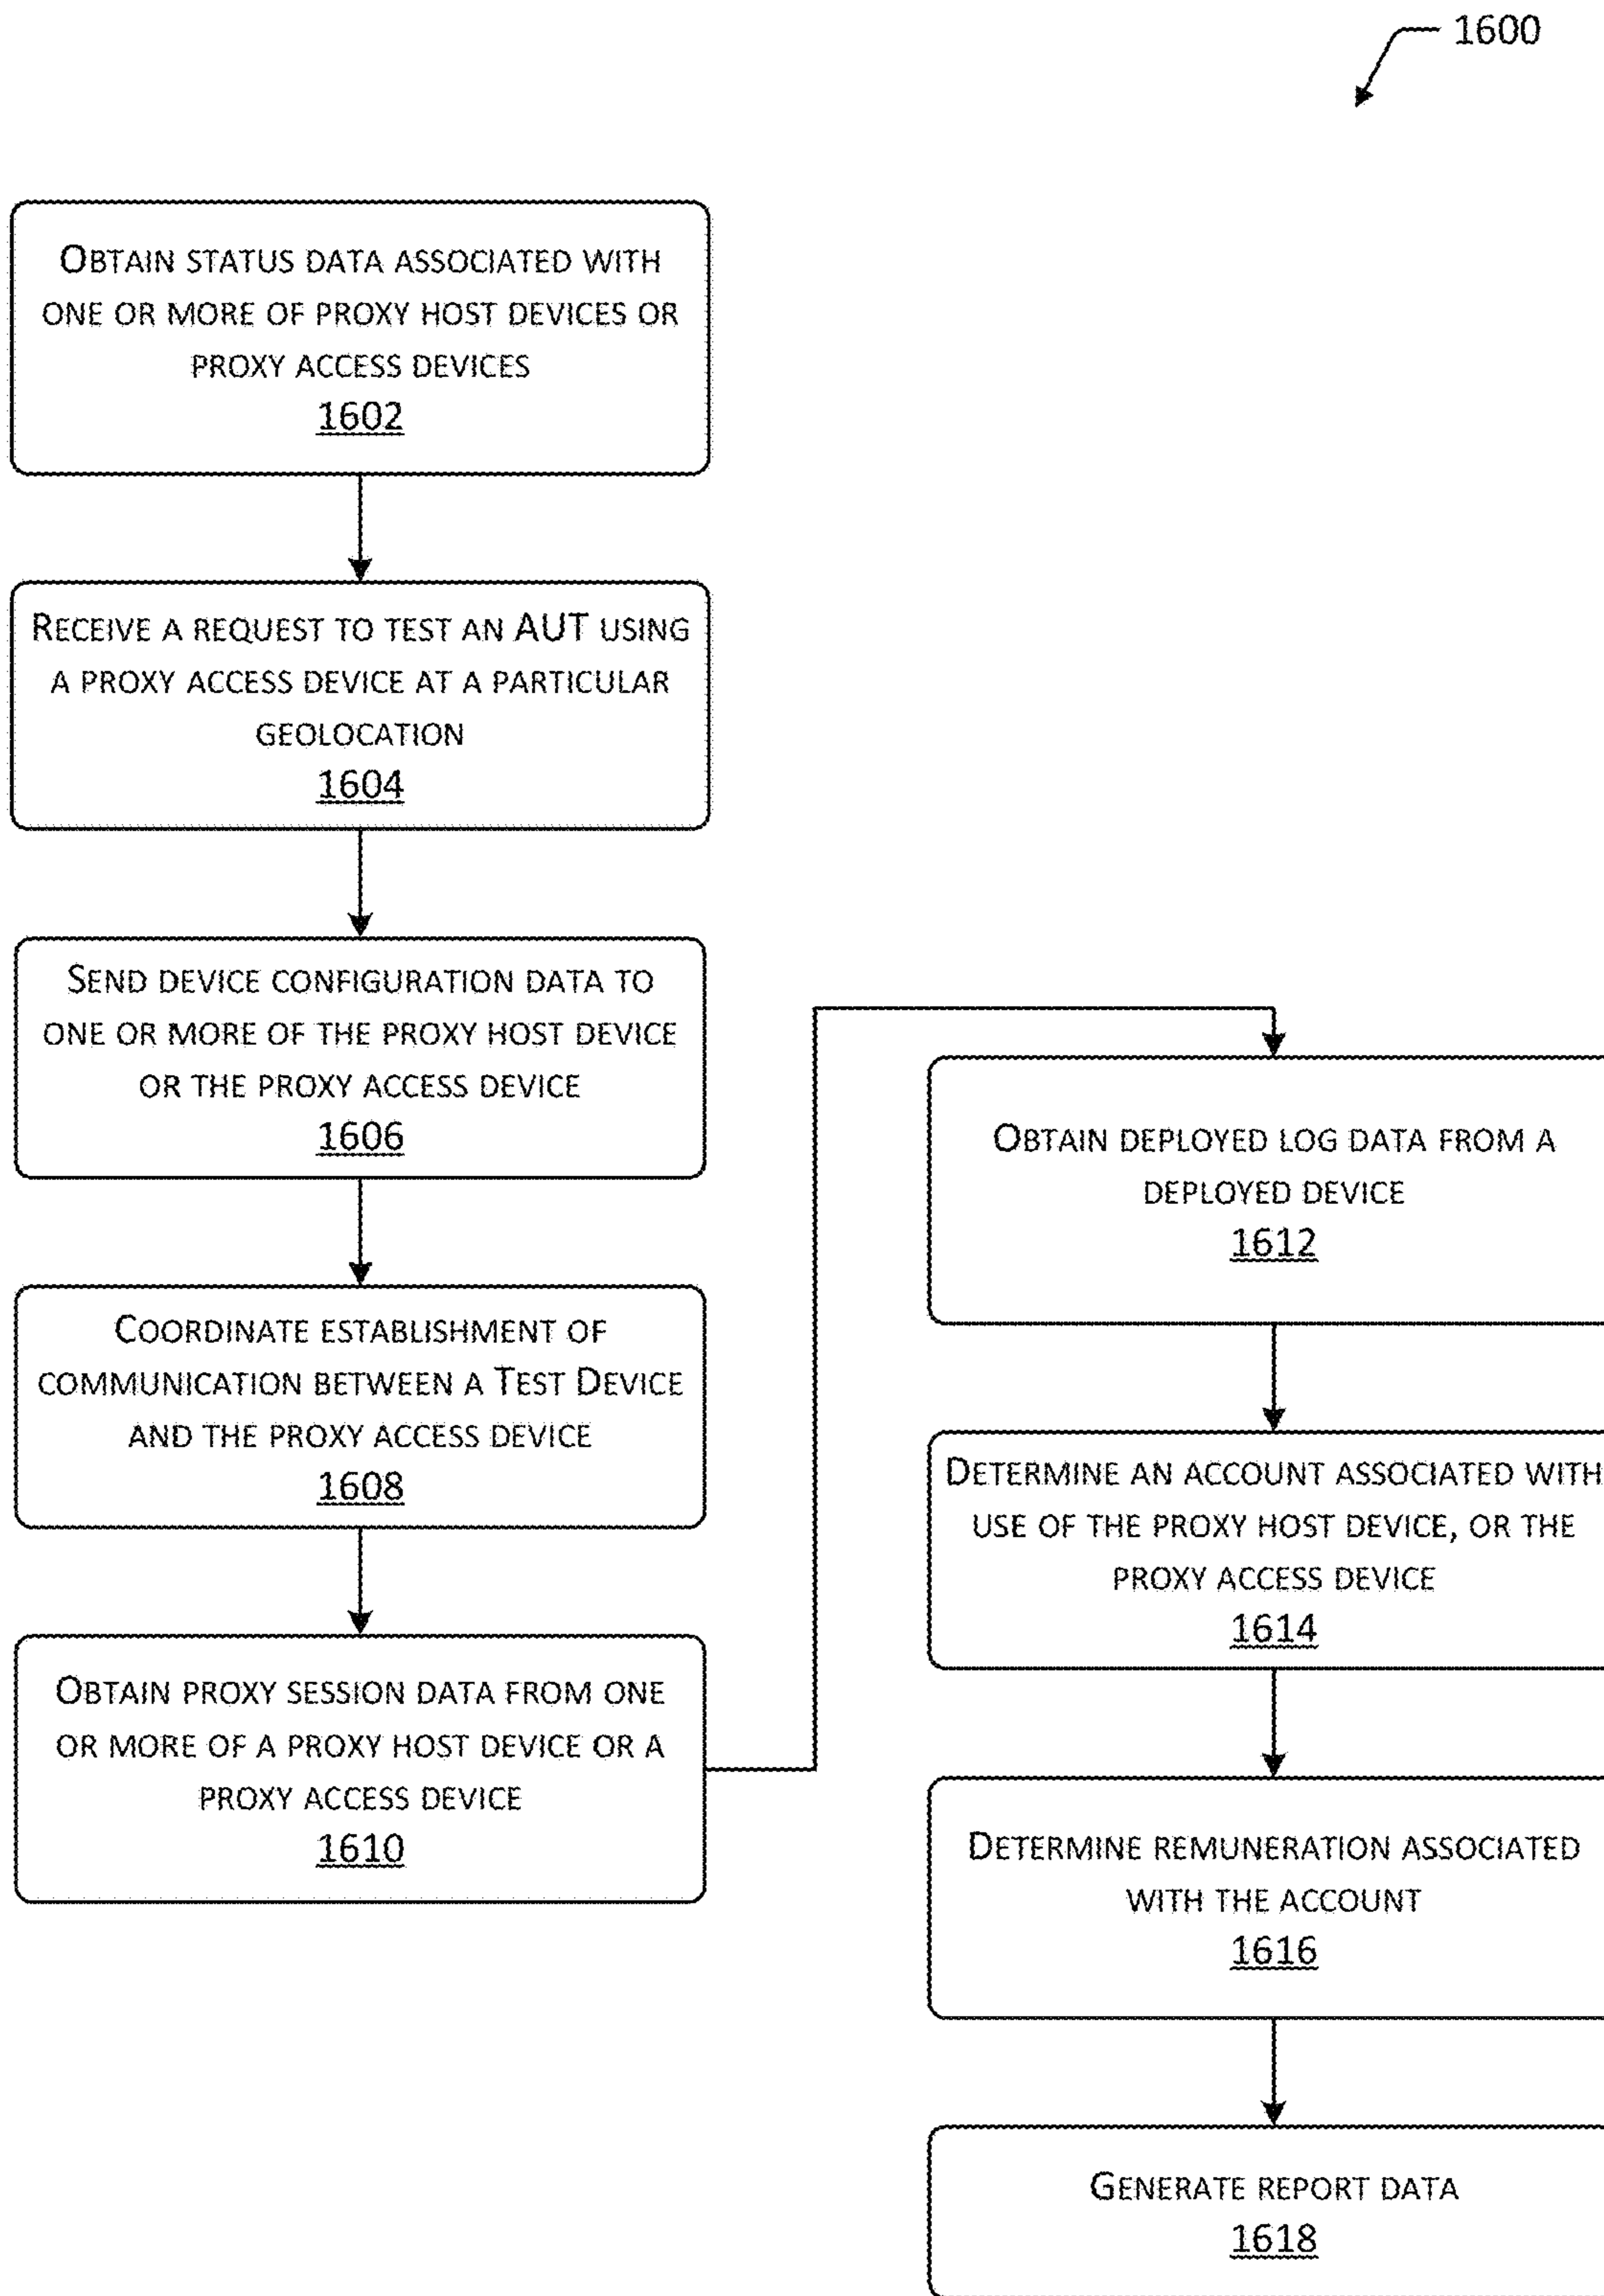 1600
OBTAIN STATUS DATA ASSOCIATED WITH
ONE OR MORE OF PROXY HOST DEVICES OR
PROXY ACCESS DEVICES
1602
RECEIVE A REQUEST TO TEST AN AUT USING
A PROXY ACCESS DEVICE AT A PARTICULAR
GEOLOCATION
1604
SEND DEVICE CONFIGURATION DATA TO
ONE OR MORE OF THE PROXY HOST DEVICE
OR THE PROXY ACCESS DEVICE
1606
COORDINATE ESTABLISHMENT OF
COMMUNICATION BETWEEN A TEST DEVICE
AND THE PROXY ACCESS DEVICE
1608
OBTAIN PROXY SESSION DATA FROM ONE
OR MORE OF A PROXY HOST DEVICE OR A
PROXY ACCESS DEVICE
1610
OBTAIN DEPLOYED LOG DATA FROM A
DEPLOYED DEVICE
1612
DETERMINE AN ACCOUNT ASSOCIATED WITH
USE OF THE PROXY HOST DEVICE, OR THE
PROXY ACCESS DEVICE
1614
DETERMINE REMUNERATION ASSOCIATED
WITH THE ACCOUNT
1616
GENERATE REPORT DATA
1618